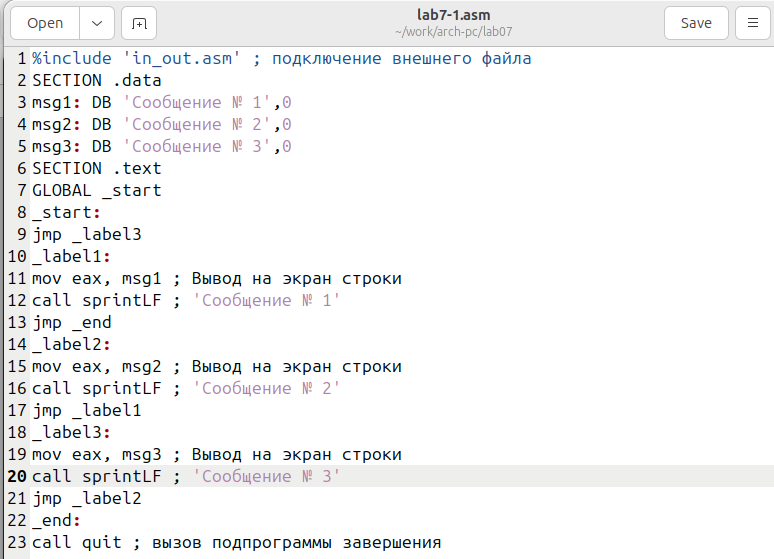 Open
lab7-1.asm
~/work/arch-pc/lab07
Save
1 %include 'in_out.asm' ; подключение внешнего файла
2 SECTION .data
3 msg1: DB 'Сообщение № 1',0
4 msg2: DB 'Сообщение № 2',0
5 msg3: DB 'Сообщение № 3',0
6 SECTION .text
7 GLOBAL _start
8 _start:
9 jmp _label3
10 _label1:
11 mov eax, msg1 ; Вывод на экран строки
12 call sprintLF ; 'Сообщение № 1'
13 jmp _end
14 _label2:
15 mov eax, msg2 ; Вывод на экран строки
16 call sprintLF ; 'Сообщение № 2'
17 jmp _label1
18 _label3:
19 mov eax, msg3 ; Вывод на экран строки
20 call sprintLF ; 'Сообщение № 3'
21 jmp _label2
22 _end:
23 call quit ; вызов подпрограммы завершения